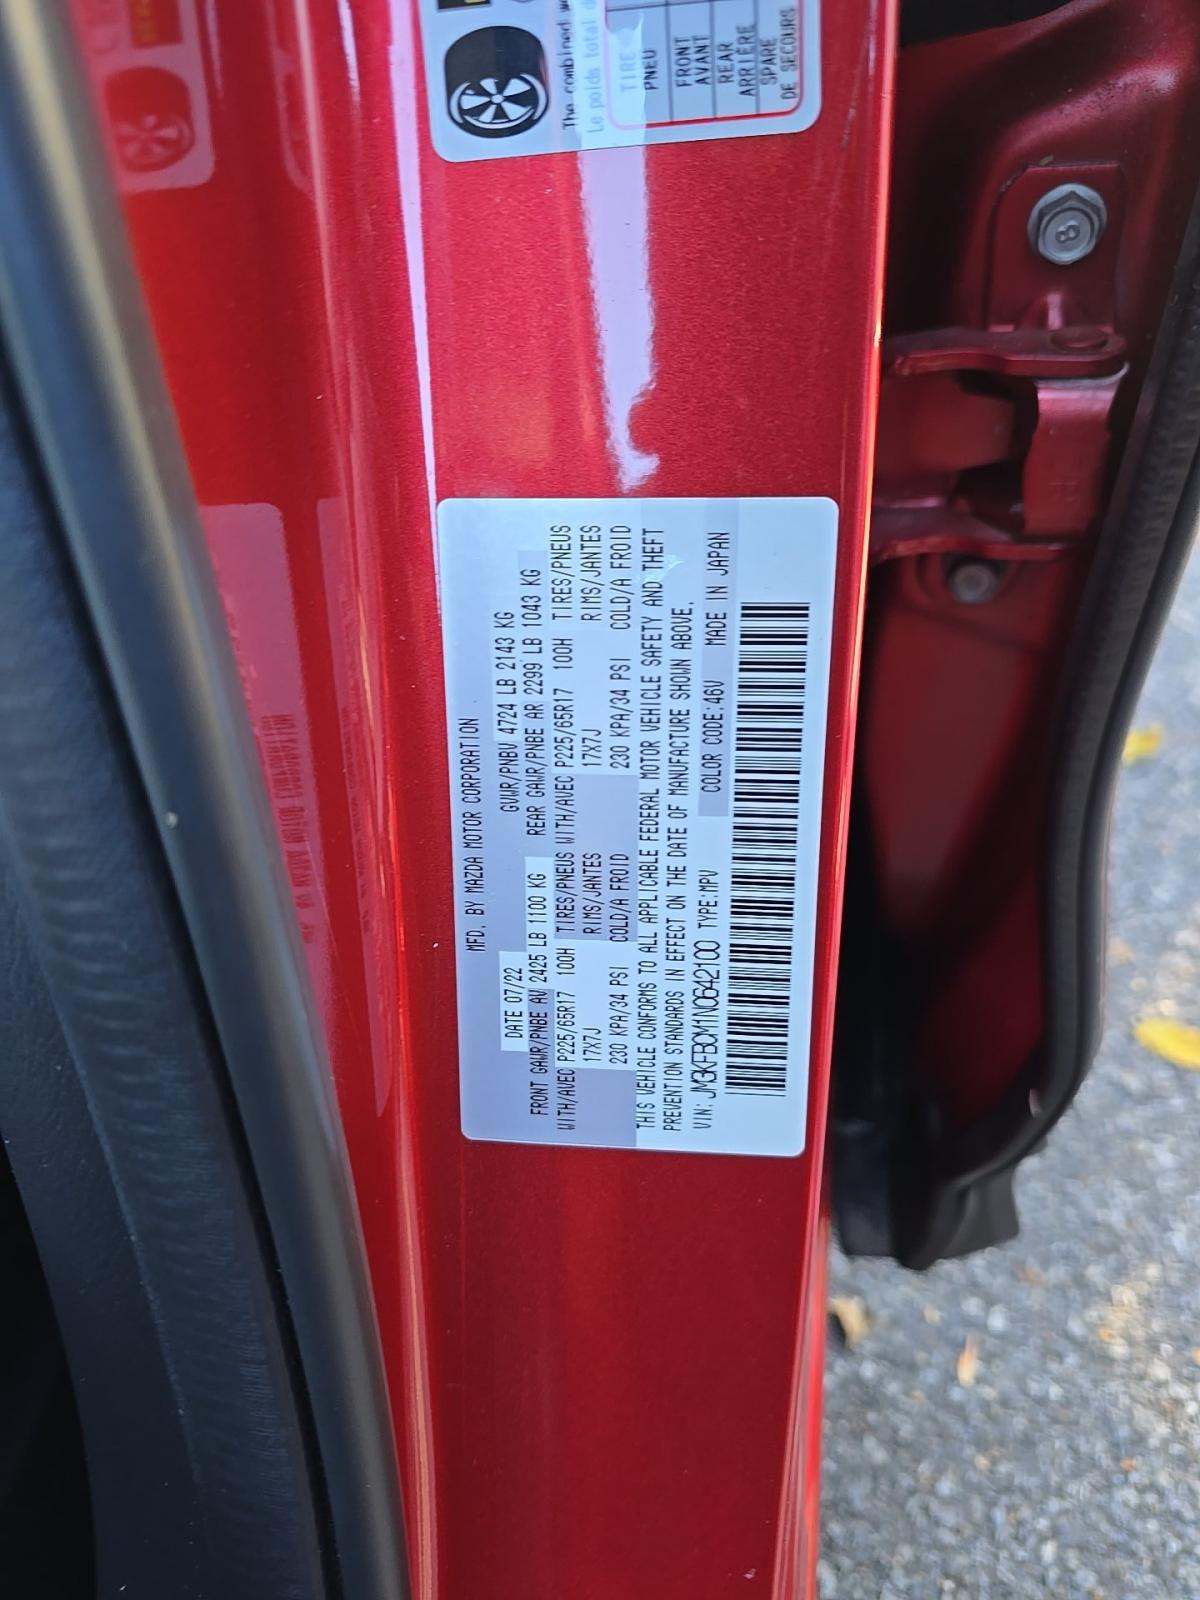 The combined w
Le poids total d
TIRE
PNEU
FRONT
AVANT
REAR
ARRIÈRE
SPARE
DE SECOURS
MFD. BY MAZDA MOTOR CORPORATION
DATE 07/22 GVWR/PNBV 4724 LB 2143 KG
FRONT GAWR/PNBE AV 2425 LB 1100 KG REAR GAWR/PNBE AR 2299 LB 1043 KG
WITH/AVEC P225/65R17 100H TIRES/PNEUS WITH/AVEC P225/65R17 100H TIRES/PNEUS
17X7J RIMS/JANTES 17X7J RIMS/JANTES
230 KPA/34 PSI COLD/A FROID 230 KPA/34 PSI COLD/A FROID
THIS VEHICLE CONFORMS TO ALL APPLICABLE FEDERAL MOTOR VEHICLE SAFETY AND THEFT
PREVENTION STANDARDS IN EFFECT ON THE DATE OF MANUFACTURE SHOWN ABOVE.
VIN: JM3KFBCM1N0642100 TYPE:MPV COLOR CODE:46V MADE IN JAPAN
8